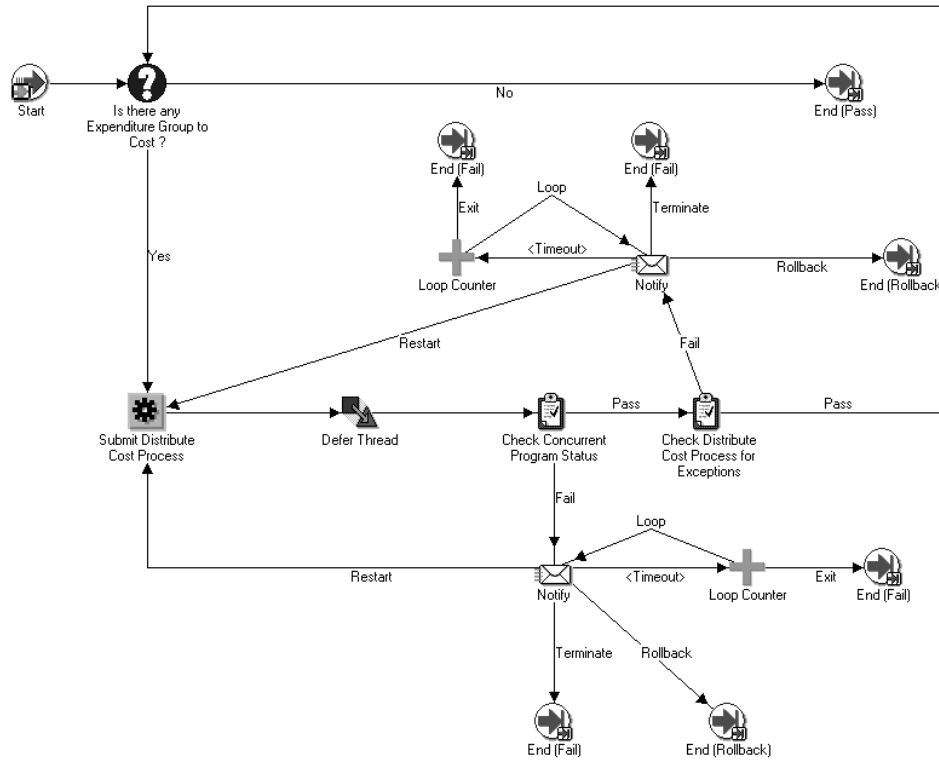 No
Start
Is there any
Expenditure Group to
Cost ?
End (Pass)
End (Fail)
End (Fail)
Loop
Exit
Terminate
Yes
<Timeout>
Loop Counter
Notify
Rollback
End (Rollback
Restart
Fail
Pass
Pass
Submit Distribute
Cost Process
Defer Thread
Check Concurrent
Program Status
Check Distribute
Cost Process for
Exceptions
Fail
Loop
Restart
Notify
<Timeout>
Loop Counter
Exit
End (Fail)
Terminate
Rollback
End (Fail)
End (Rollback)